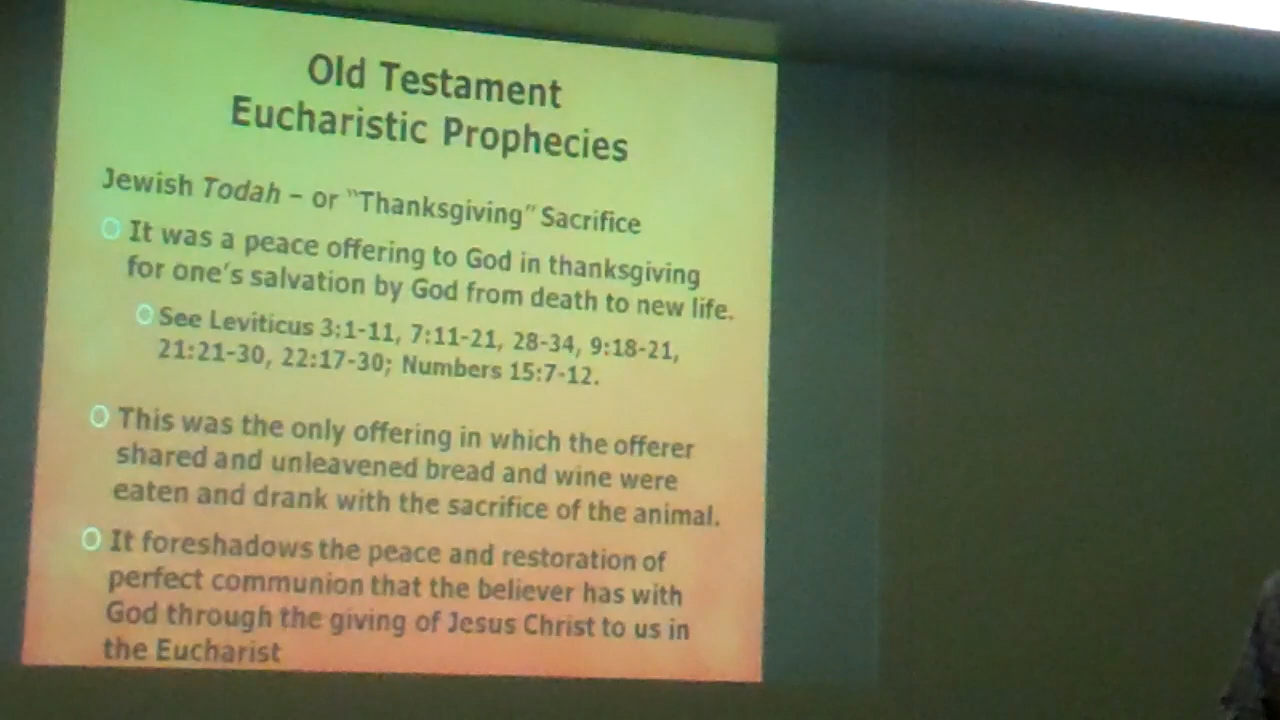 Old Testament
Eucharistic Prophecies
Jewish Todah – or “Thanksgiving” Sacrifice
It was a peace offering to God in thanksgiving
for one's salvation by God from death to new life.
See Leviticus 3:1-11, 7:11-21, 28-34, 9:18-21,
21:21-30, 22:17-30; Numbers 15:7-12.
This was the only offering in which the offerer
shared and unleavened bread and wine were
eaten and drank with the sacrifice of the animal.
It foreshadows the peace and restoration of
perfect communion that the believer has with
God through the giving of Jesus Christ to us in
the Eucharist